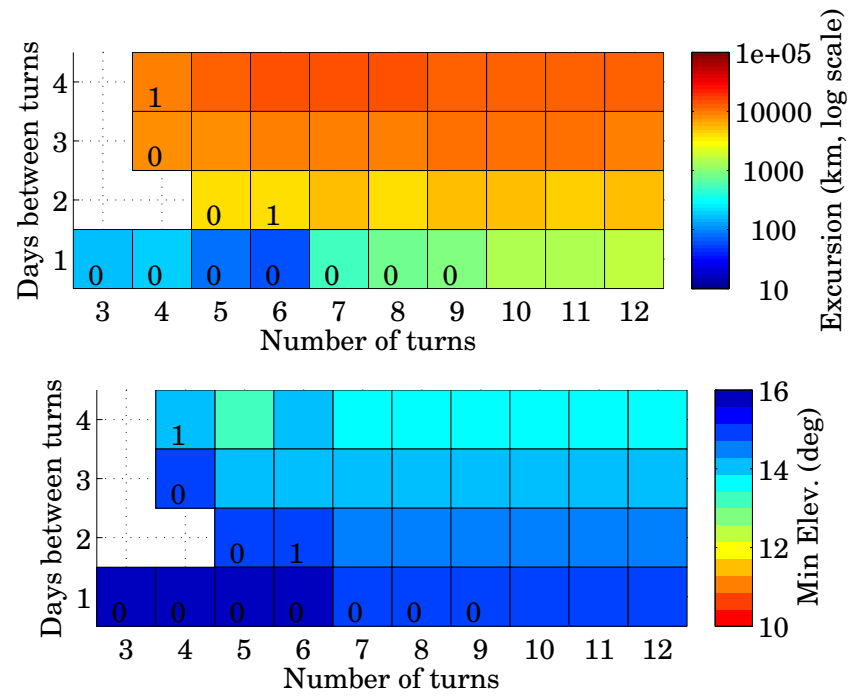 4
3
2
1
Days between turns
1
0
0 1
0 0 0 0 0 0 0
3 4 5 6 7 8 9 10 11 12
Number of turns
1e+05
10000
1000
100
10
Excursion (km, log scale)
4
3
2
1
Days between turns
1
0
0 1
0 0 0 0 0 0 0
3 4 5 6 7 8 9 10 11 12
Number of turns
16
14
12
10
Min Elev. (deg)